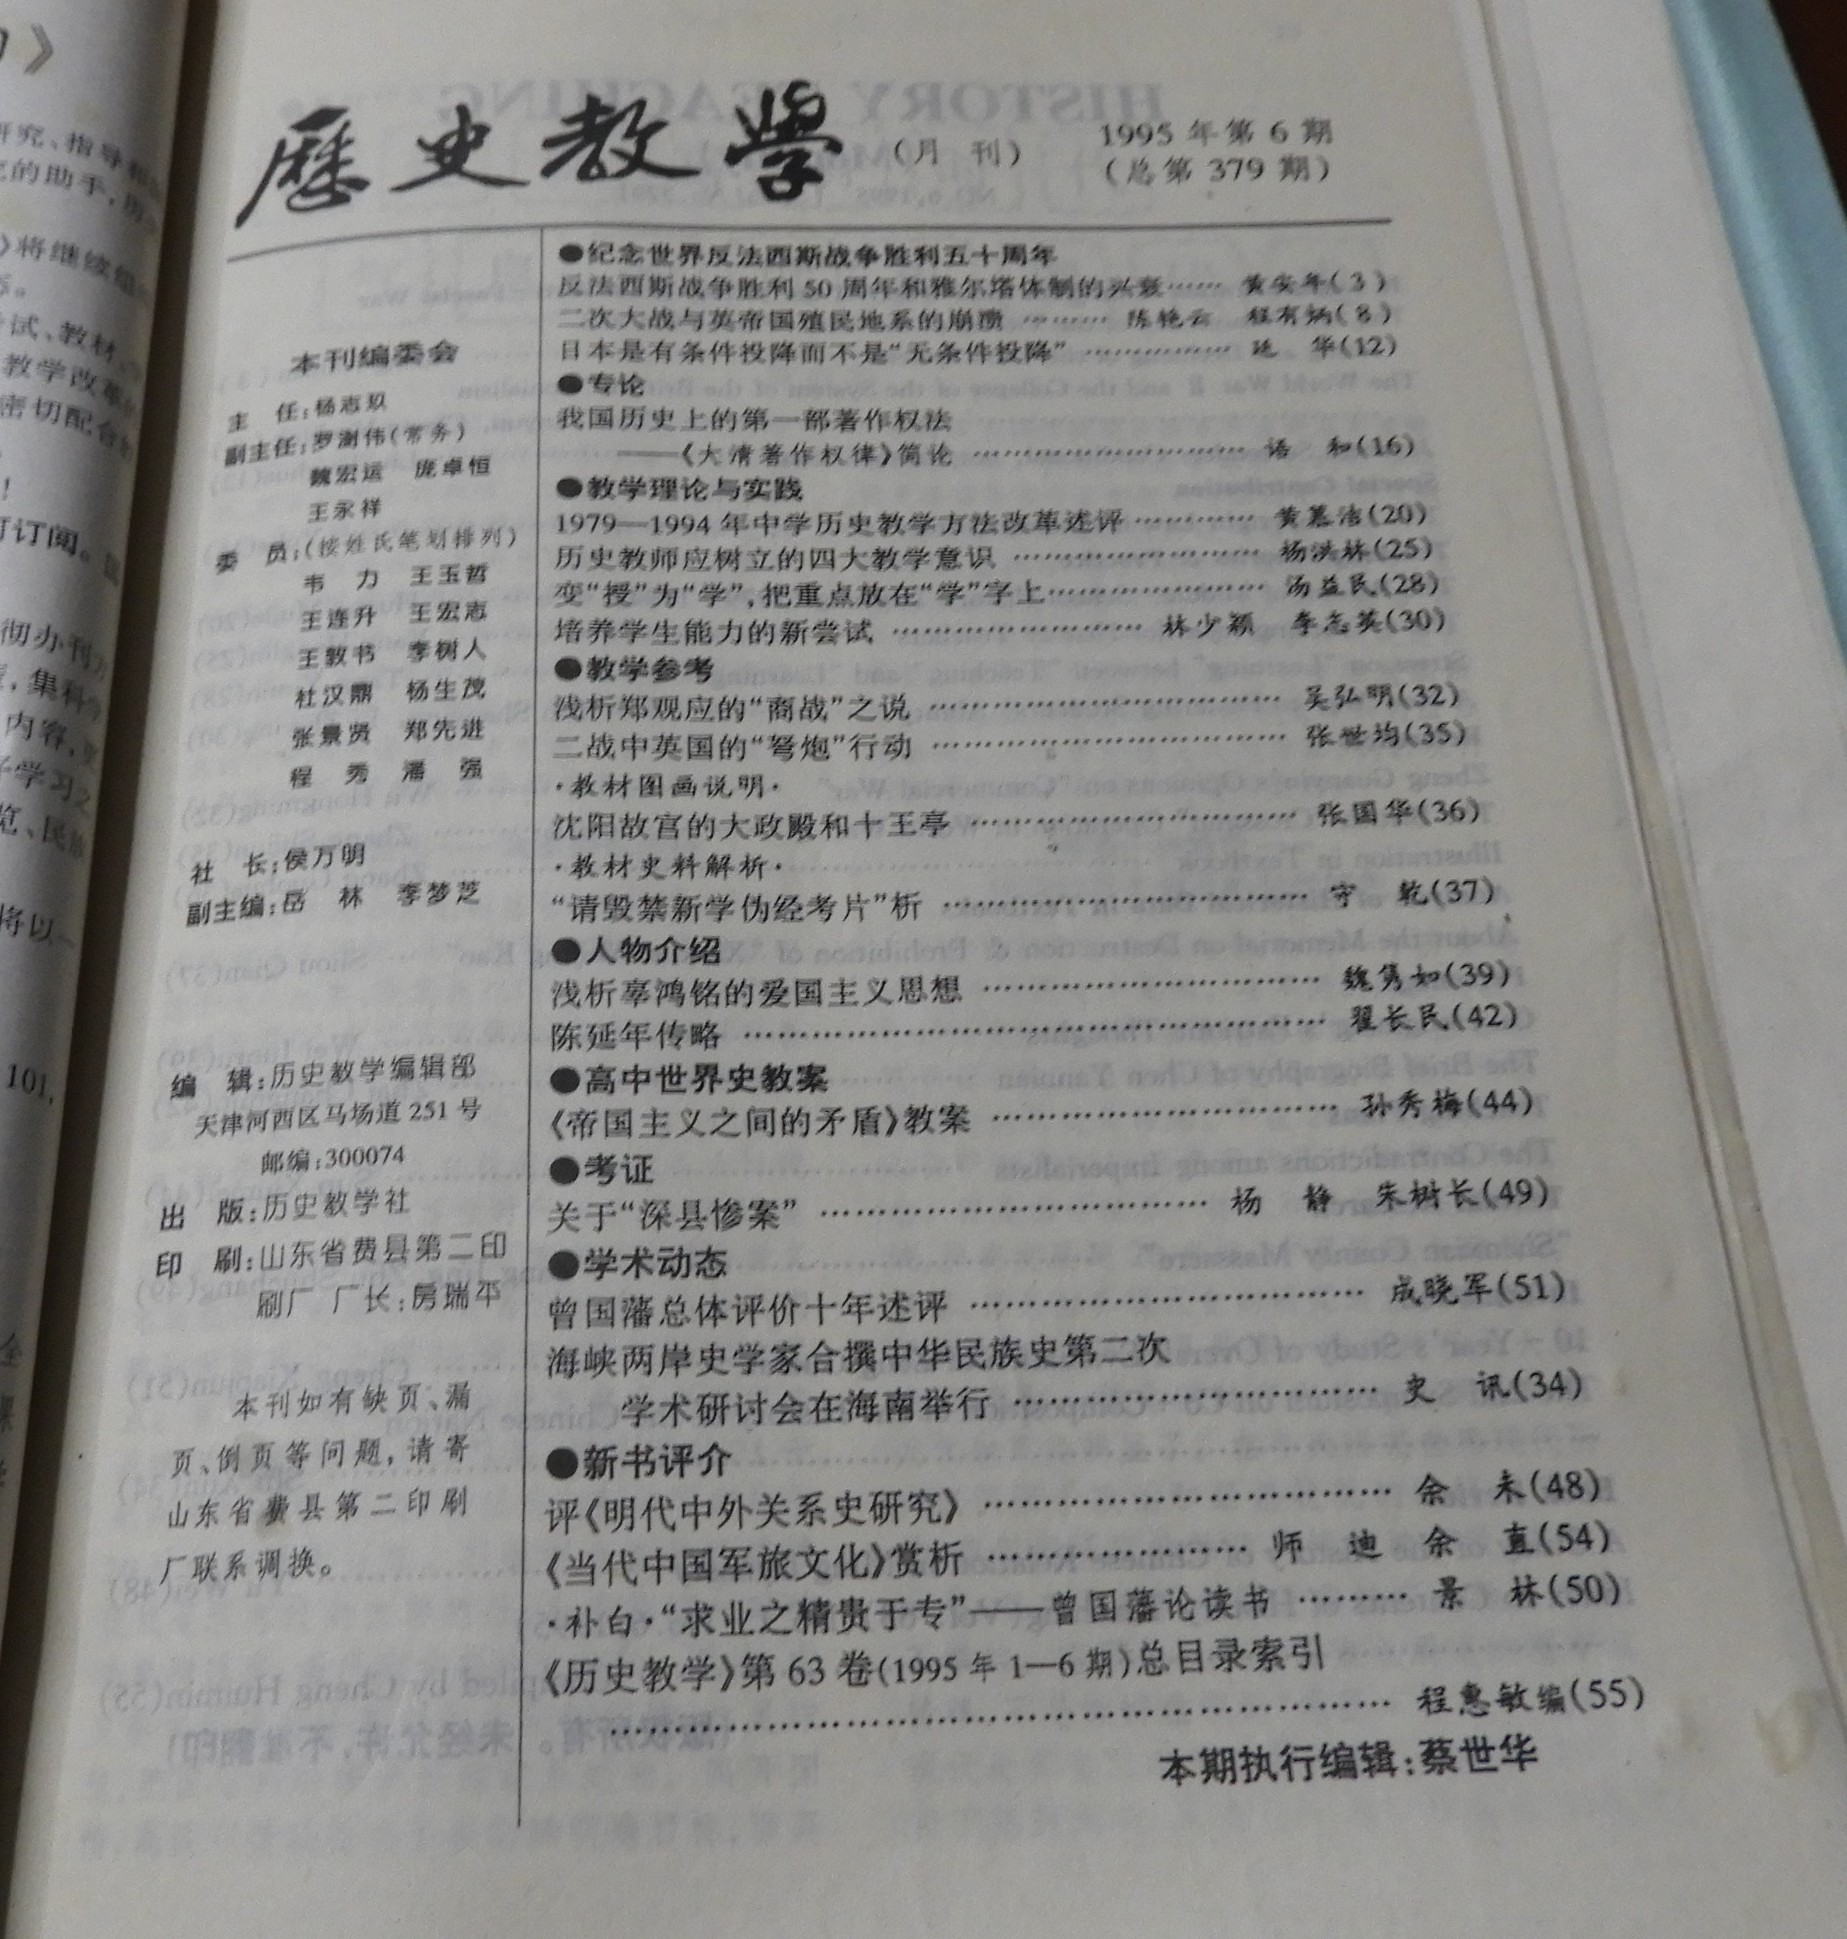 歷史教學
（月刊）
1995年第6期
（总第379期）
本刊编委会
主　任：杨志玖
副主任：罗澍伟（常务）
魏宏运　庞卓恒
王永祥
委　员：（按姓氏笔划排列）
韦　力　王玉哲
王连升　王宏志
王敦书　李树人
杜汉鼎　杨生茂
张景贤　郑先进
程　秀　潘　强
社　长：侯万明
副主编：岳　林　李梦芝
编　辑：历史教学编辑部
天津河西区马场道251号
邮编：300074
出　版：历史教学社
印　刷：山东省费县第二印
刷厂　厂长：房瑞平
本刊如有缺页、漏
页、倒页等问题，请寄
山东省费县第二印刷
厂联系调换。
●纪念世界反法西斯战争胜利五十周年
反法西斯战争胜利50周年和雅尔塔体制的兴衰……黄安年（3）
二次大战与英帝国殖民地系的崩溃………陈艳云　程有炳（8）
日本是有条件投降而不是“无条件投降”……………延　华（12）
●专论
我国历史上的第一部著作权法
——《大清著作权律》简论…………………………语　和（16）
●教学理论与实践
1979—1994年中学历史教学方法改革述评…………黄慕洁（20）
历史教师应树立的四大教学意识………………………杨洪林（25）
变“授”为“学”，把重点放在“学”字上……………………汤益民（28）
培养学生能力的新尝试………………………林少颖　李志英（30）
●教学参考
浅析郑观应的“商战”之说…………………………………吴弘明（32）
二战中英国的“弩炮”行动…………………………………张世均（35）
·教材图画说明·
沈阳故宫的大政殿和十王亭………………………………张国华（36）
·教材史料解析·
“请毁禁新学伪经考片”析…………………………………守　乾（37）
●人物介绍
浅析辜鸿铭的爱国主义思想………………………………魏隽如（39）
陈延年传略……………………………………………………翟长民（42）
●高中世界史教案
《帝国主义之间的矛盾》教案………………………………孙秀梅（44）
●考证
关于“深县惨案”……………………………………杨　静　朱树长（49）
●学术动态
曾国藩总体评价十年述评……………………………………成晓军（51）
海峡两岸史学家合撰中华民族史第二次
学术研讨会在海南举行…………………………………史　讯（34）
●新书评介
评《明代中外关系史研究》……………………………………余　未（48）
《当代中国军旅文化》赏析………………………师　迪　余　直（54）
·补白·“求业之精贵于专”——曾国藩论读书………景　林（50）
《历史教学》第63卷（1995年1—6期）总目录索引
……………………………………………………………………程惠敏编（55）
本期执行编辑：蔡世华